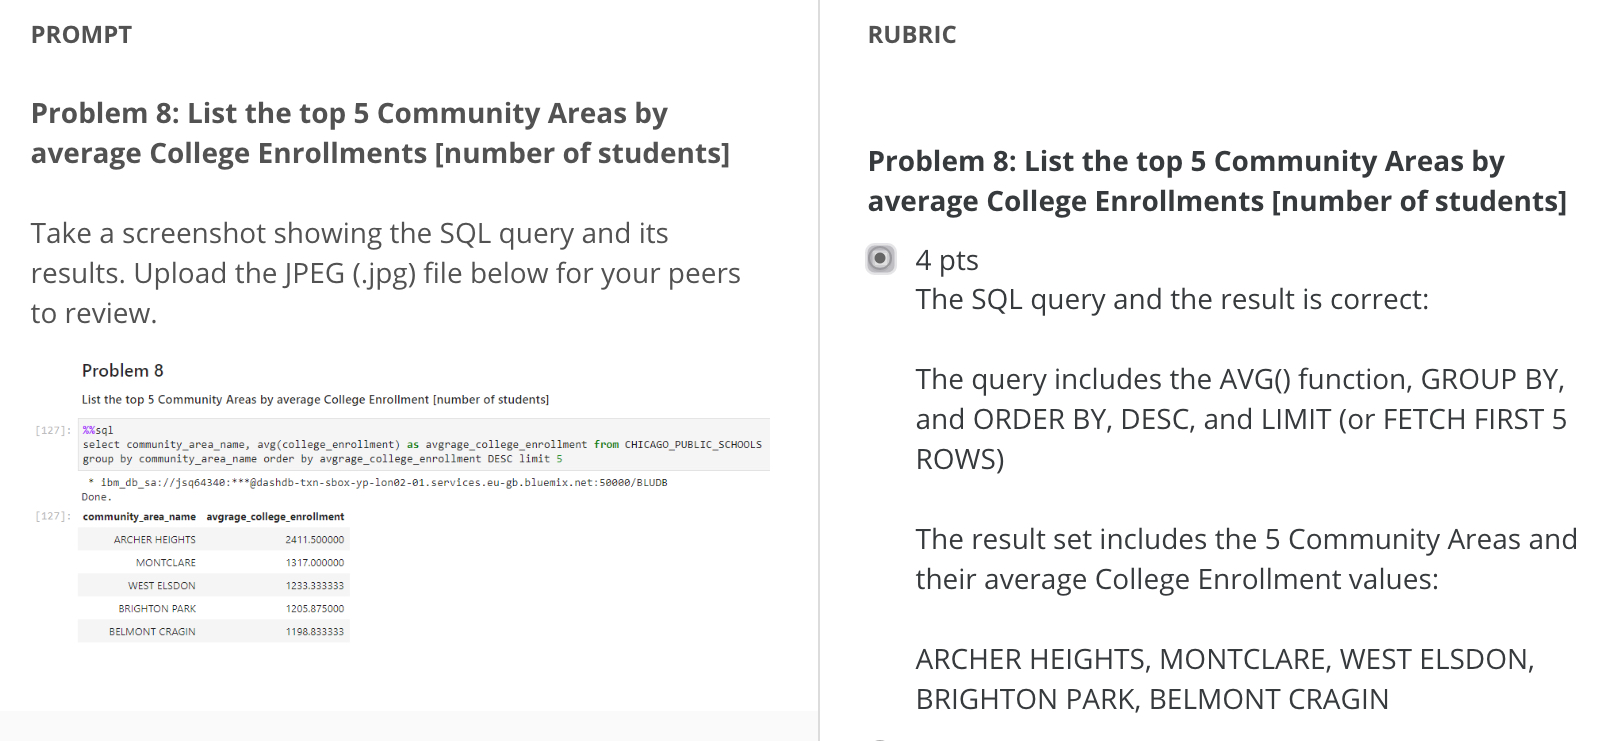 PROMPT
Problem 8: List the top 5 Community Areas by
average College Enrollments [number of students]
Take a screenshot showing the SQL query and its
results. Upload the JPEG (.jpg) file below for your peers
to review.
Problem 8
List the top 5 Community Areas by average College Enrollment [number of students]
[127]: %%sql
select community_area_name, avg(college_enrollment) as avgrage_college_enrollment from CHICAGO_PUBLIC_SCHOOLS
group by community_area_name order by avgrage_college_enrollment DESC limit 5
* ibm_db_sa://jsq64340:***@dashdb-txn-sbox-yp-lon02-01.services.eu-gb.bluemix.net:50000/BLUDB
Done.
[127]: community_area_name avgrage_college_enrollment
ARCHER HEIGHTS 2411.500000
MONTCLARE 1317.000000
WEST ELSDON 1233.333333
BRIGHTON PARK 1205.875000
BELMONT CRAGIN 1198.833333
RUBRIC
Problem 8: List the top 5 Community Areas by
average College Enrollments [number of students]
4 pts
The SQL query and the result is correct:
The query includes the AVG() function, GROUP BY,
and ORDER BY, DESC, and LIMIT (or FETCH FIRST 5
ROWS)
The result set includes the 5 Community Areas and
their average College Enrollment values:
ARCHER HEIGHTS, MONTCLARE, WEST ELSDON,
BRIGHTON PARK, BELMONT CRAGIN